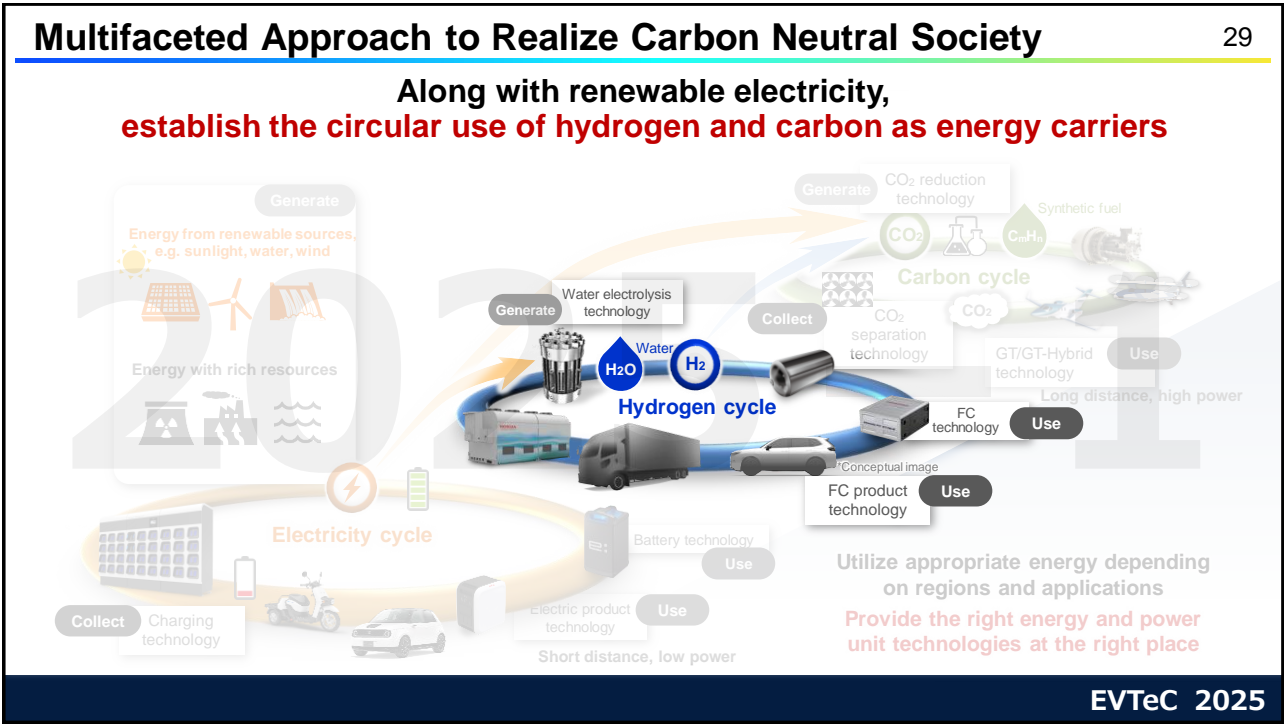 Multifaceted Approach to Realize Carbon Neutral Society
29
Along with renewable electricity,
establish the circular use of hydrogen and carbon as energy carriers
Generate
Energy from renewable sources,
e.g. sunlight, water, wind
Energy with rich resources
Generate
CO2 reduction
technology
Synthetic fuel
CO2
CmHn
Carbon cycle
CO2
Collect
CO2
separation
technology
GT/GT-Hybrid
technology
Use
Long distance, high power
Generate
Water electrolysis
technology
Water
H2O
H2
Hydrogen cycle
FC
technology
Use
*Conceptual image
FC product
technology
Use
Electricity cycle
Battery technology
Use
Collect
Charging
technology
Electric product
technology
Use
Short distance, low power
Utilize appropriate energy depending
on regions and applications
Provide the right energy and power
unit technologies at the right place
2025-1
EVTeC 2025